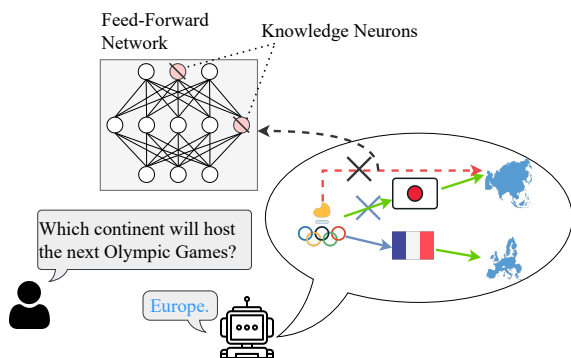 Feed-Forward
Network
Knowledge Neurons
Which continent will host
the next Olympic Games?
Europe.